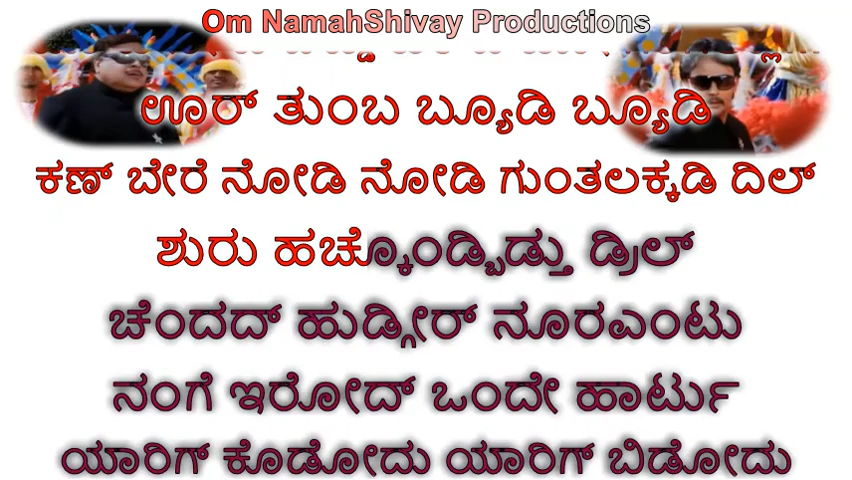 Om NamahShivay Productions
ಊರ್ ತುಂಬ ಬ್ಯೂಡಿ ಬ್ಯೂಡಿ
ಕಣ್ ಬೇರೆ ನೋಡಿ ನೋಡಿ ಗುಂತಲಕ್ಕಡಿ ದಿಲ್
ಶುರು ಹಚ್ಕೊಂಡ್ಬಿಡ್ತು ಡ್ರಿಲ್
ಚೆಂದದ್ ಹುಡ್ಗೀರ್ ನೂರಎಂಟು
ನಂಗೆ ಇರೋದ್ ಒಂದೇ ಹಾರ್ಟು
ಯಾರಿಗ್ ಕೊಡೋದು ಯಾರಿಗ್ ಬಿಡೋದು